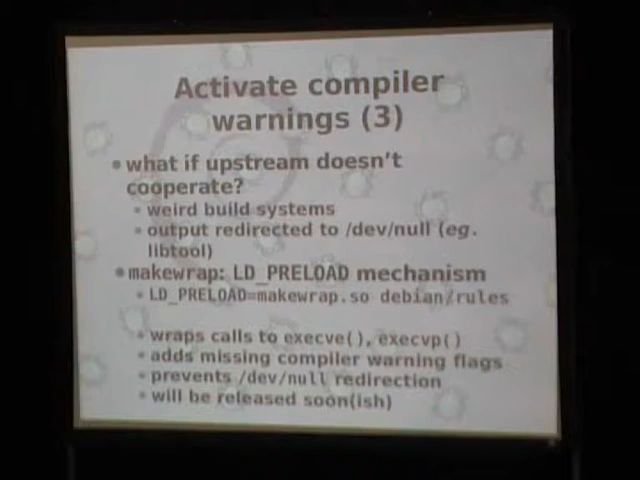 Activate compiler
warnings (3)
• what if upstream doesn't
cooperate?
• weird build systems
• output redirected to /dev/null (eg.
libtool)
• makewrap: LD_PRELOAD mechanism
• LD_PRELOAD=makewrap.so debian/rules
• wraps calls to execve(), execvp()
• adds missing compiler warning flags
• prevents /dev/null redirection
• will be released soon(ish)